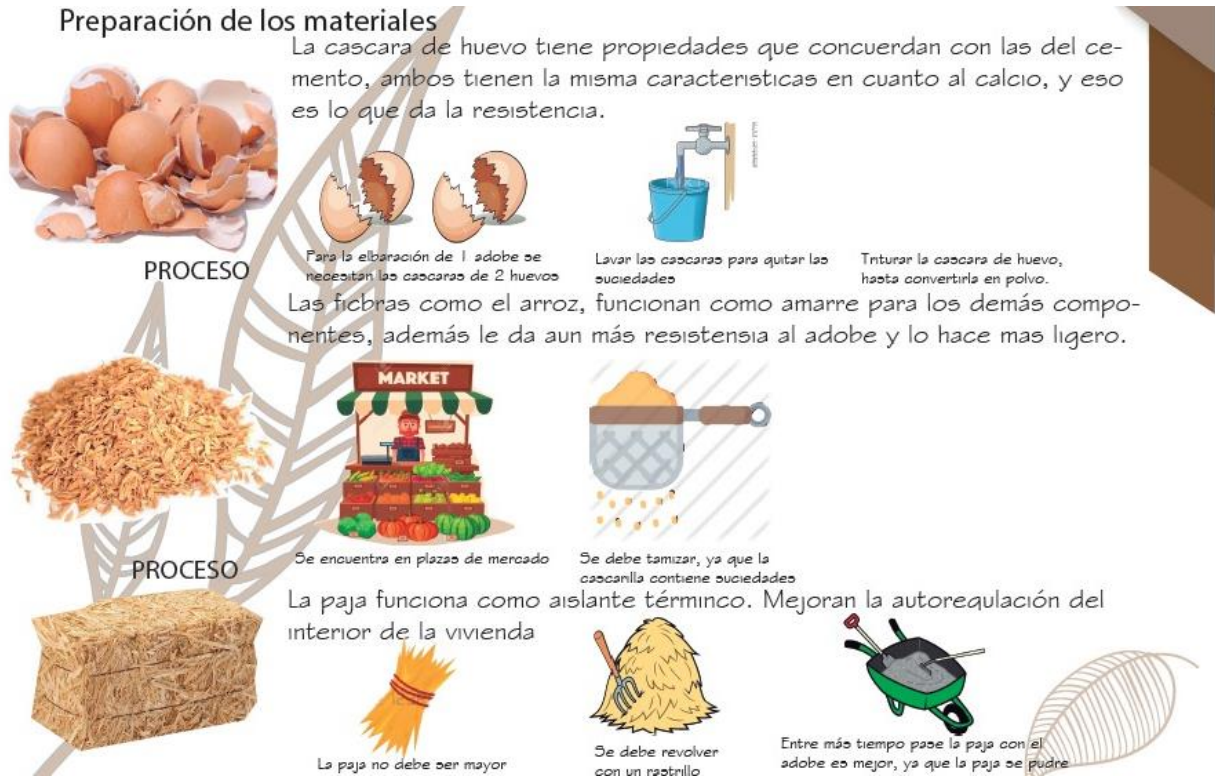 Preparación de los materiales
La cascara de huevo tiene propiedades que concuerdan con las del ce-
mento, ambos tienen la misma caracteristicas en cuanto al calcio, y eso
es lo que da la resistencia.
Para la elbaración de 1 adobe se
necesitan las cascaras de 2 huevos
Lavar las cascaras para quitar las
suciedades
Triturar la cascara de huevo,
hasta convertirla en polvo.
PROCESO
Las ficbras como el arroz, funcionan como amarre para los demás compo-
nentes, además le da aun más resistensia al adobe y lo hace mas ligero.
MARKET
Se encuentra en plazas de mercado
Se debe tamizar, ya que la
cascarilla contiene suciedades
PROCESO
La paja funciona como aislante términco. Mejoran la autoregulación del
interior de la vivienda
La paja no debe ser mayor
Se debe revolver
con un rastrillo
Entre más tiempo pase la paja con el
adobe es mejor, ya que la paja se pudre